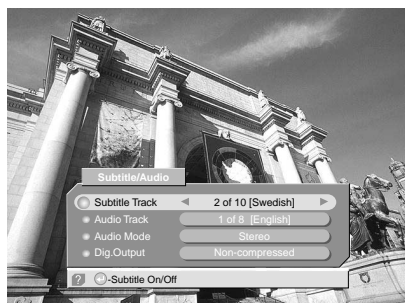 Subtitle/Audio
Subtitle Track 2 of 10 [Swedish]
Audio Track 1 of 8 [English]
Audio Mode Stereo
Dig.Output Non-compressed
? -Subtitle On/Off